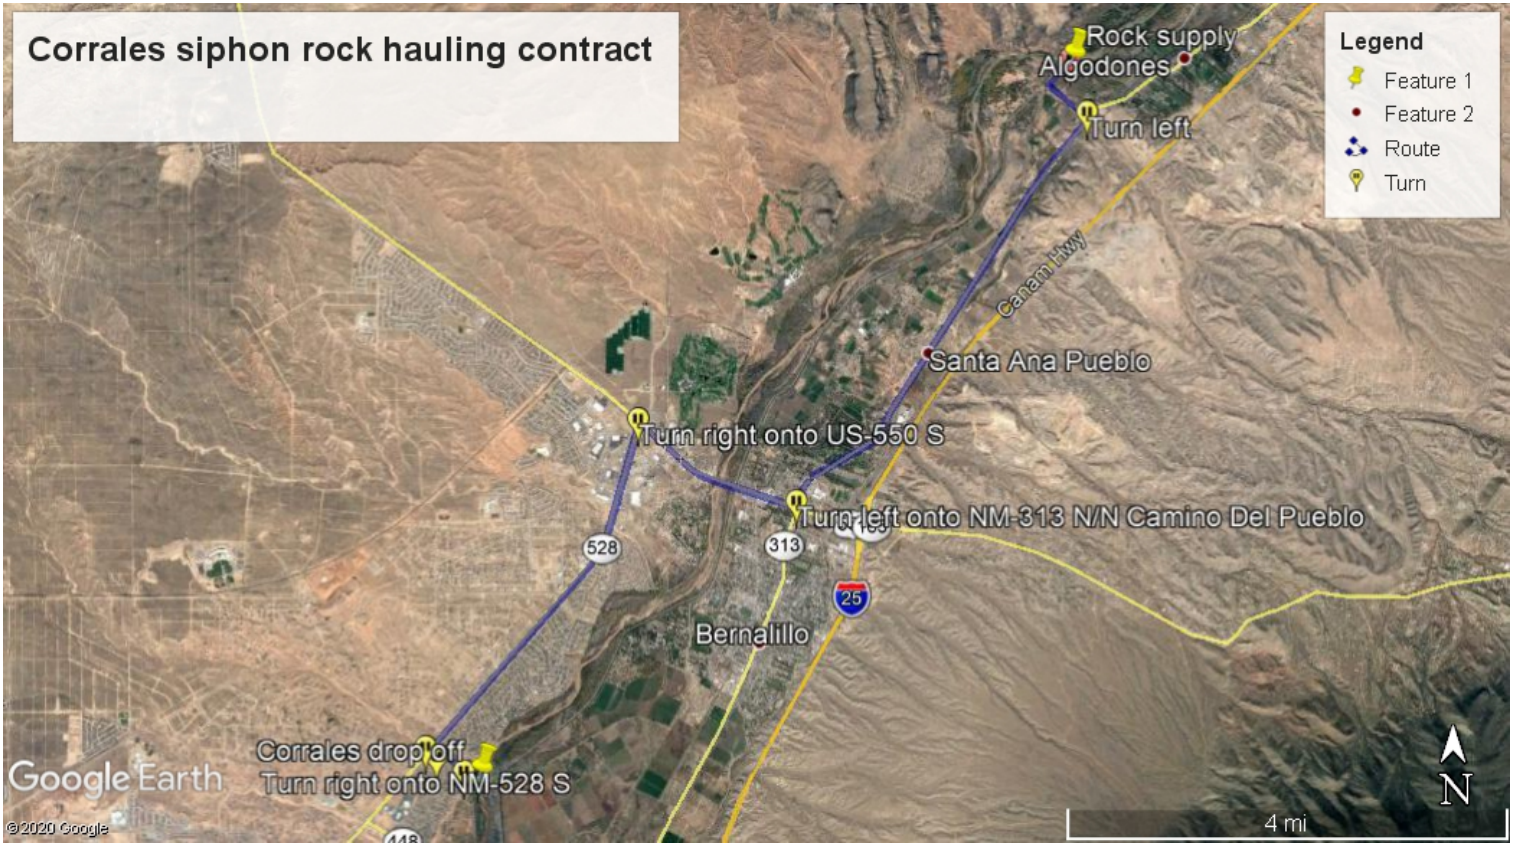 Corrales siphon rock hauling contract
Legend
Feature 1
Feature 2
Route
Turn
Rock supply
Algodones
Turn left
Canam Hwy
Santa Ana Pueblo
Turn right onto US-550 S
Turn left onto NM-313 N/N Camino Del Pueblo
528
313
25
Bernalillo
Corrales drop off
Turn right onto NM-528 S
448
Google Earth
©2020 Google
N
4 mi